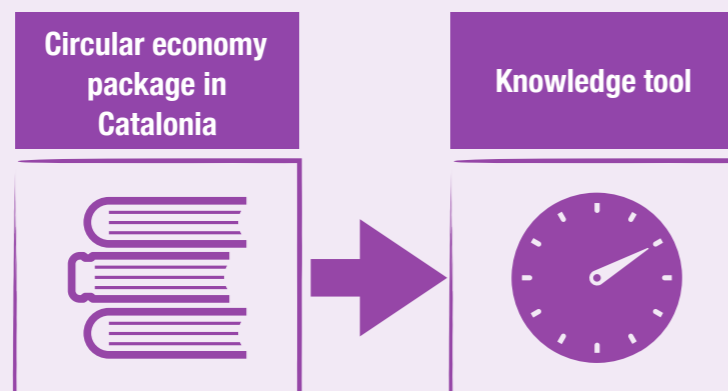 Circular economy
package in
Catalonia
Knowledge tool